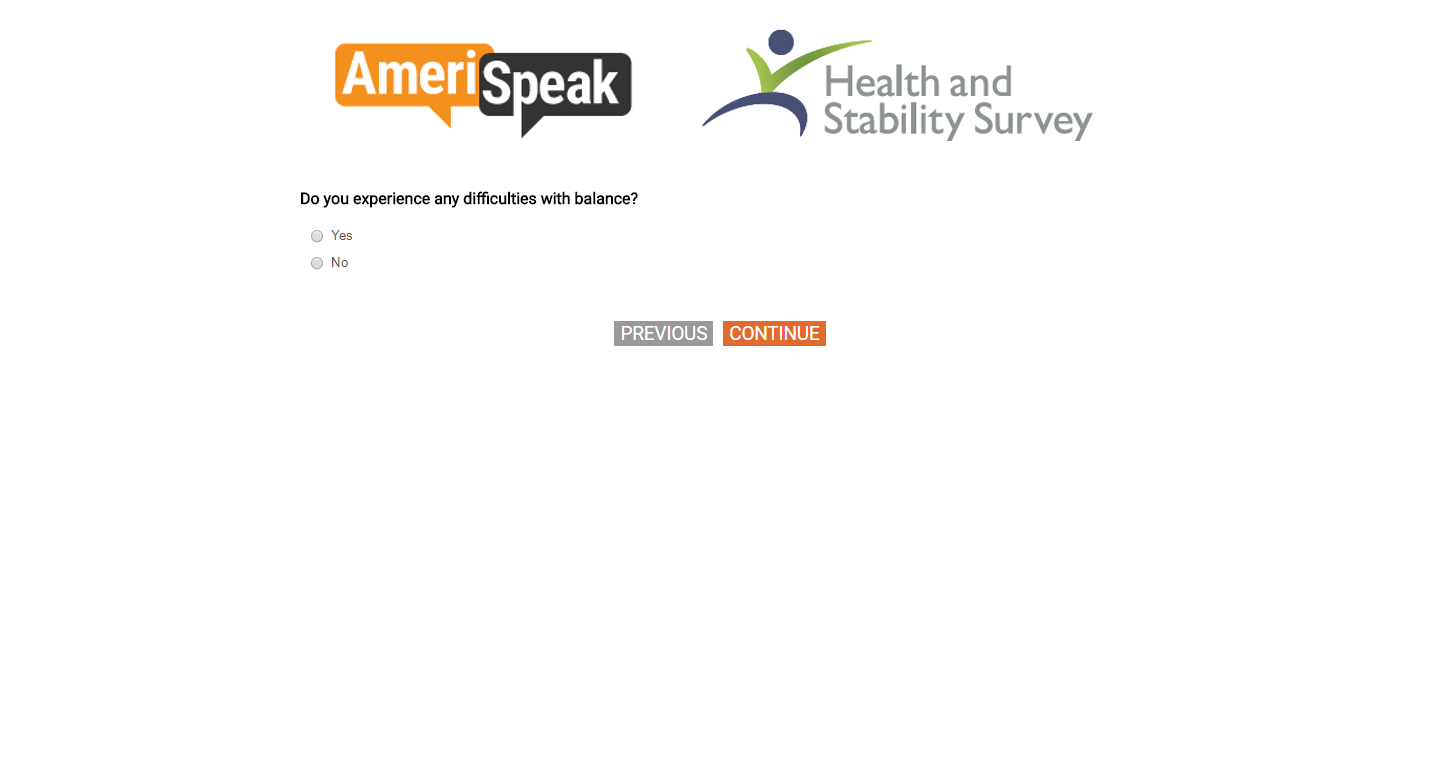 AmeriSpeak
Health and
Stability Survey
Do you experience any difficulties with balance?
Yes
No
PREVIOUS CONTINUE